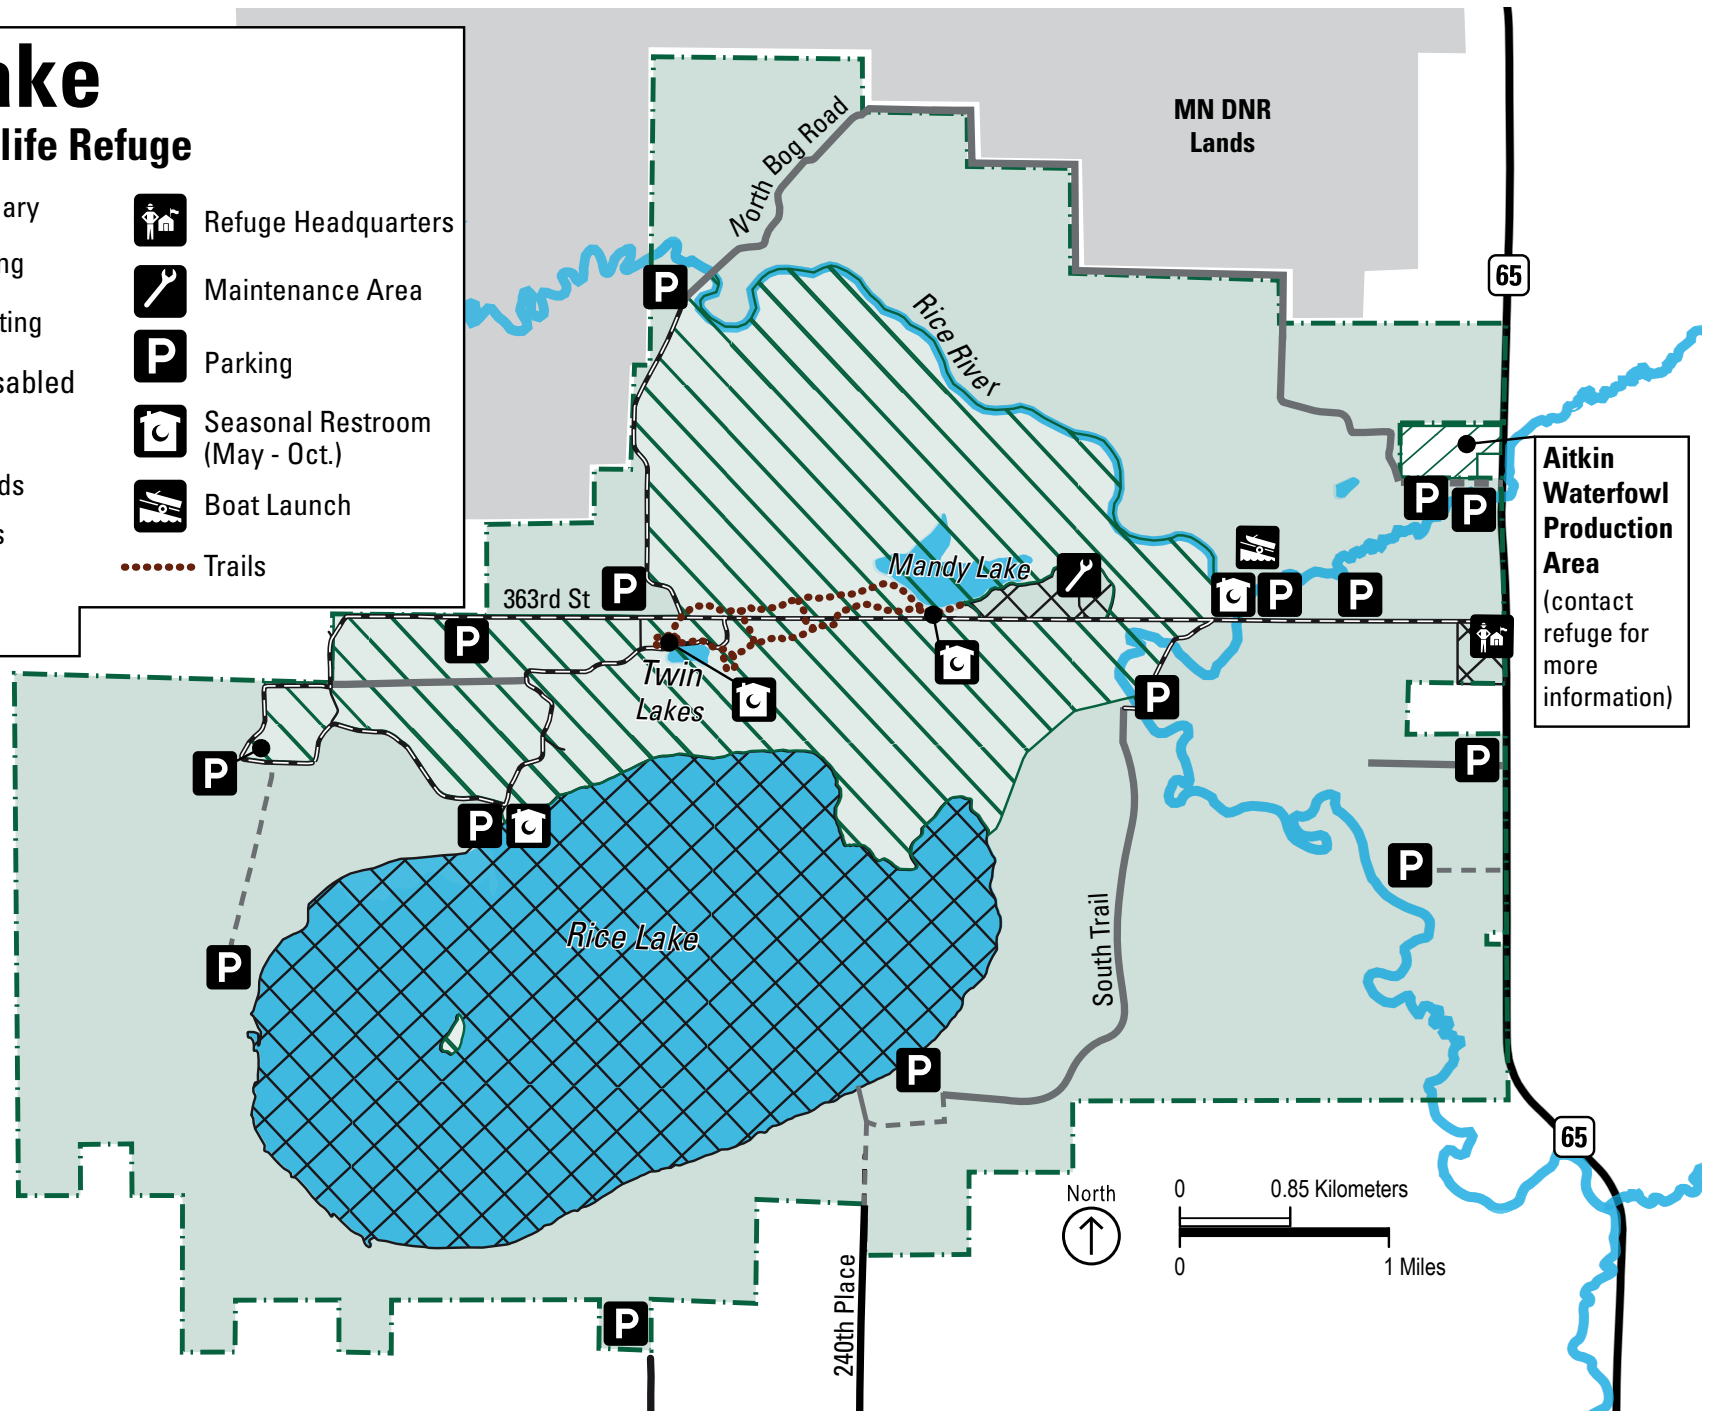 ake
life Refuge
ary
ng
ting
sabled
ds
s
Refuge Headquarters
Maintenance Area
P
Parking
Seasonal Restroom
(May - Oct.)
Boat Launch
Trails
MN DNR
Lands
North Bog Road
65
P
Rice River
Aitkin
Waterfowl
Production
Area
(contact
refuge for
more
information)
P
P
Mandy Lake
363rd St
P
P
P
P
Twin
Lakes
P
P
P
P
P
P
Rice Lake
South Trail
P
P
65
North
0
0.85 Kilometers
0
1 Miles
240th Place
P